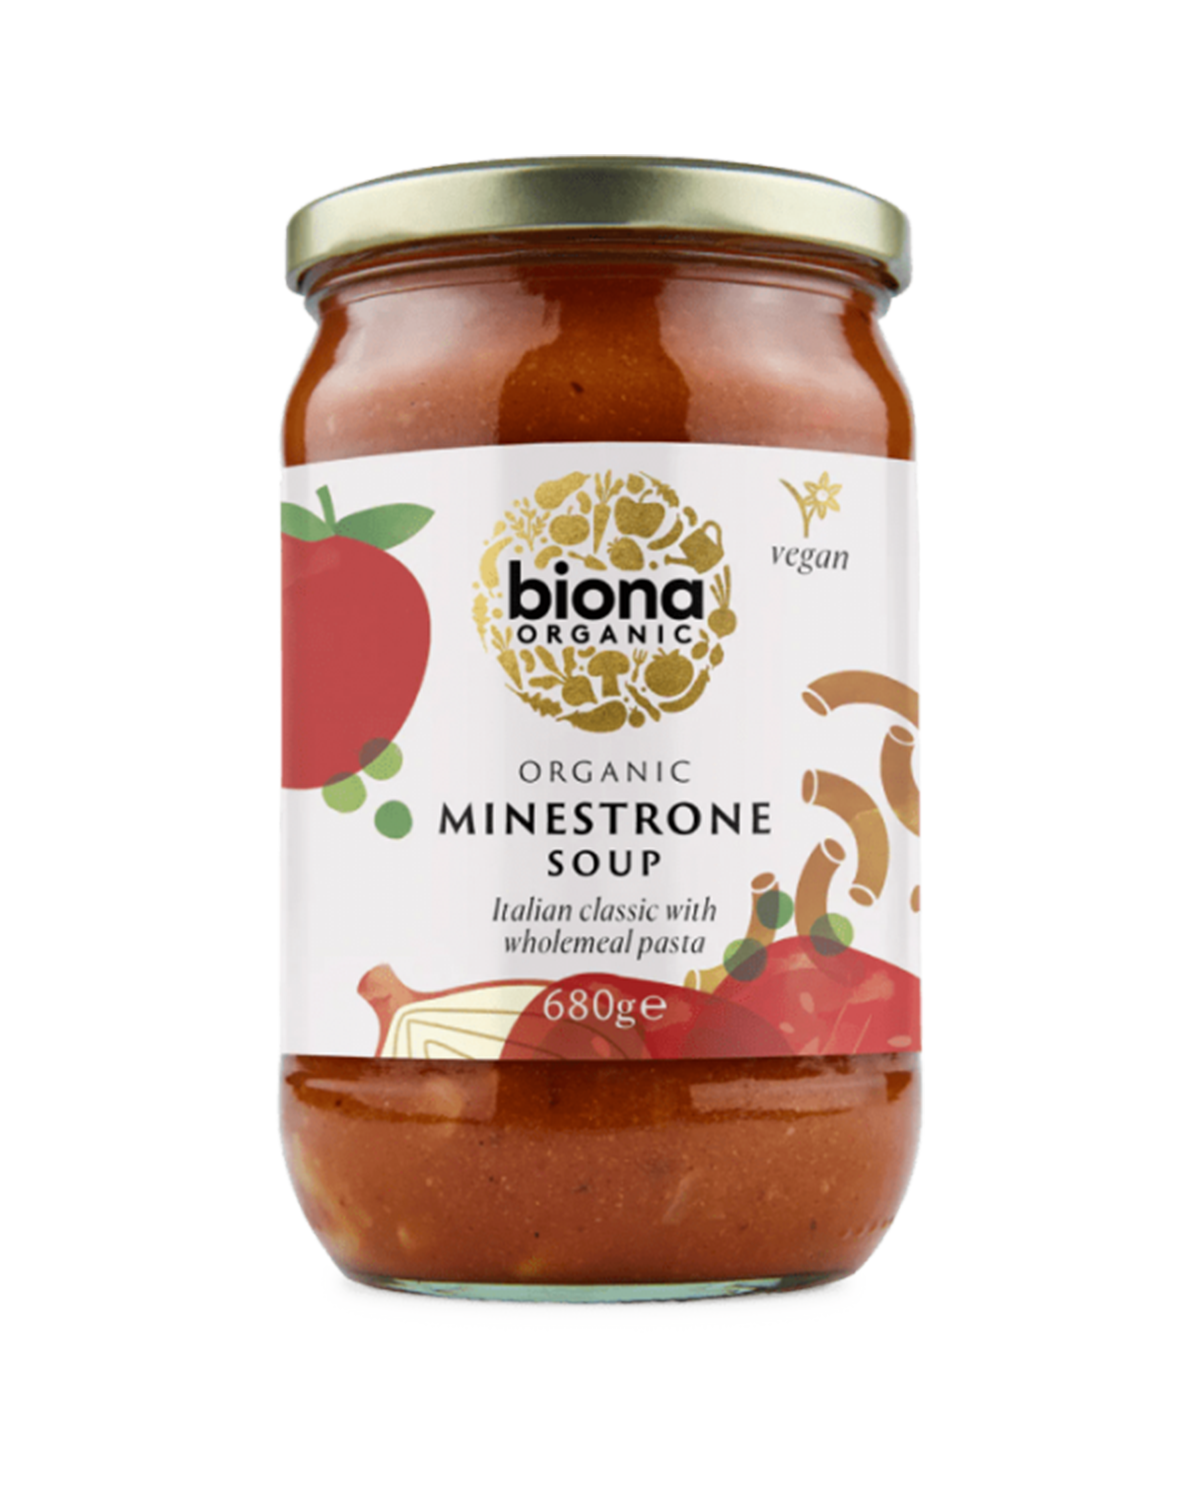 vegan
biona
ORGANIC
ORGANIC
MINESTRONE
SOUP
Italian classic with
wholemeal pasta
680g℮